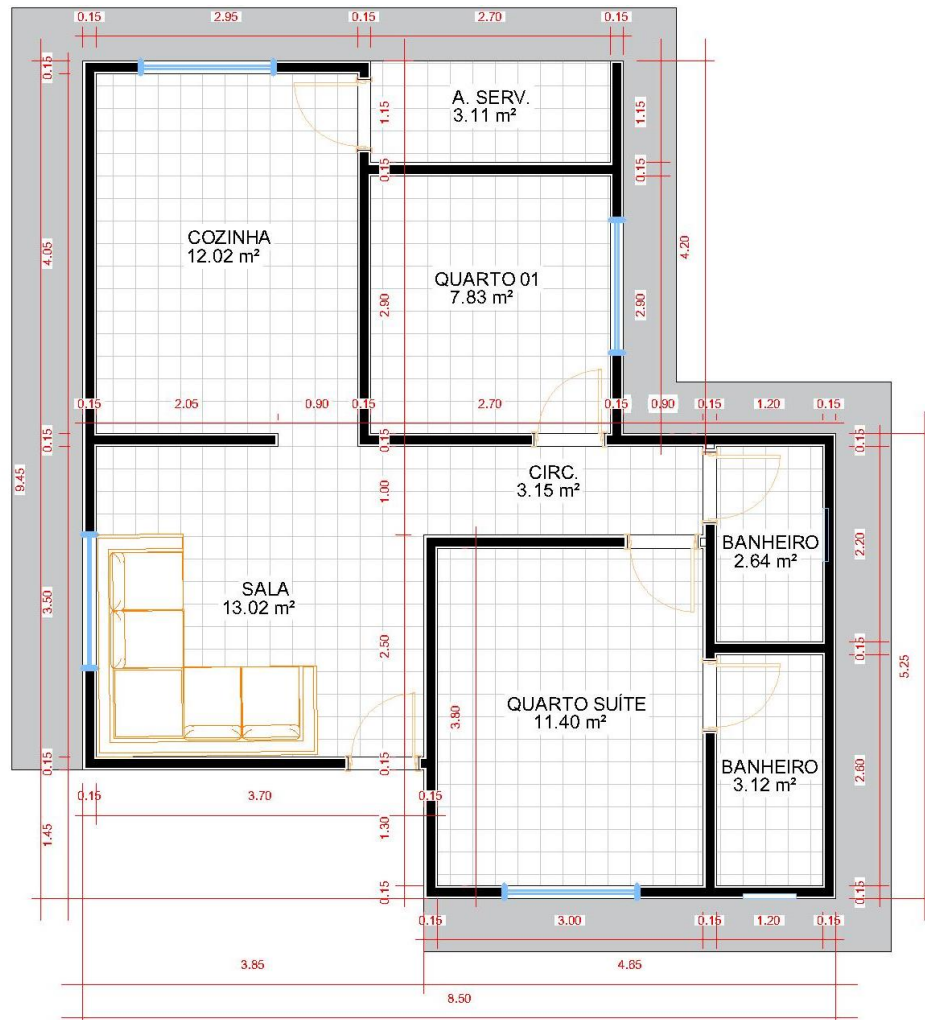 0.15 2.95 0.15 2.70 0.15
0.15
A. SERV.
3.11 m²
1.15
1.15
0.15
0.15
COZINHA
12.02 m²
4.05
4.20
QUARTO 01
7.83 m²
2.90
2.90
0.15 2.05 0.90 0.15 2.70 0.15 0.90 0.15 1.20 0.15
0.15
0.15
0.15
9.45
CIRC.
3.15 m²
1.00
BANHEIRO
2.64 m²
2.20
SALA
13.02 m²
3.50
2.50
0.15
5.25
QUARTO SUÍTE
11.40 m²
3.80
0.15
0.15
BANHEIRO
3.12 m²
2.60
0.15 3.70 0.15
1.30
1.45
0.15
0.15
0.15 3.00 0.15 1.20 0.15
3.85 4.65
8.50